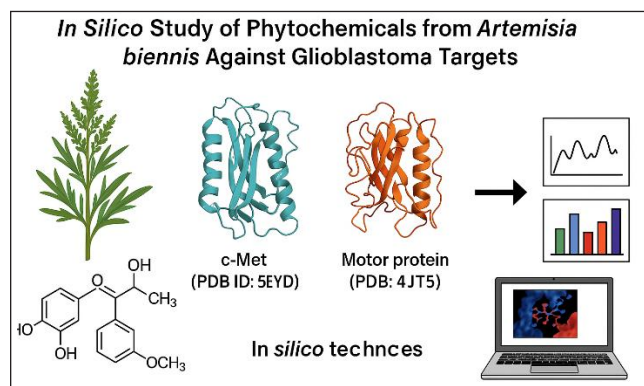 In Silico Study of Phytochemicals from Artemisia
biennis Against Glioblastoma Targets
c-Met
(PDB ID: 5EYD)
Motor protein
(PDB: 4JT5)
OH
O
CH₃
HO
OH
OCH₃
In silico technces